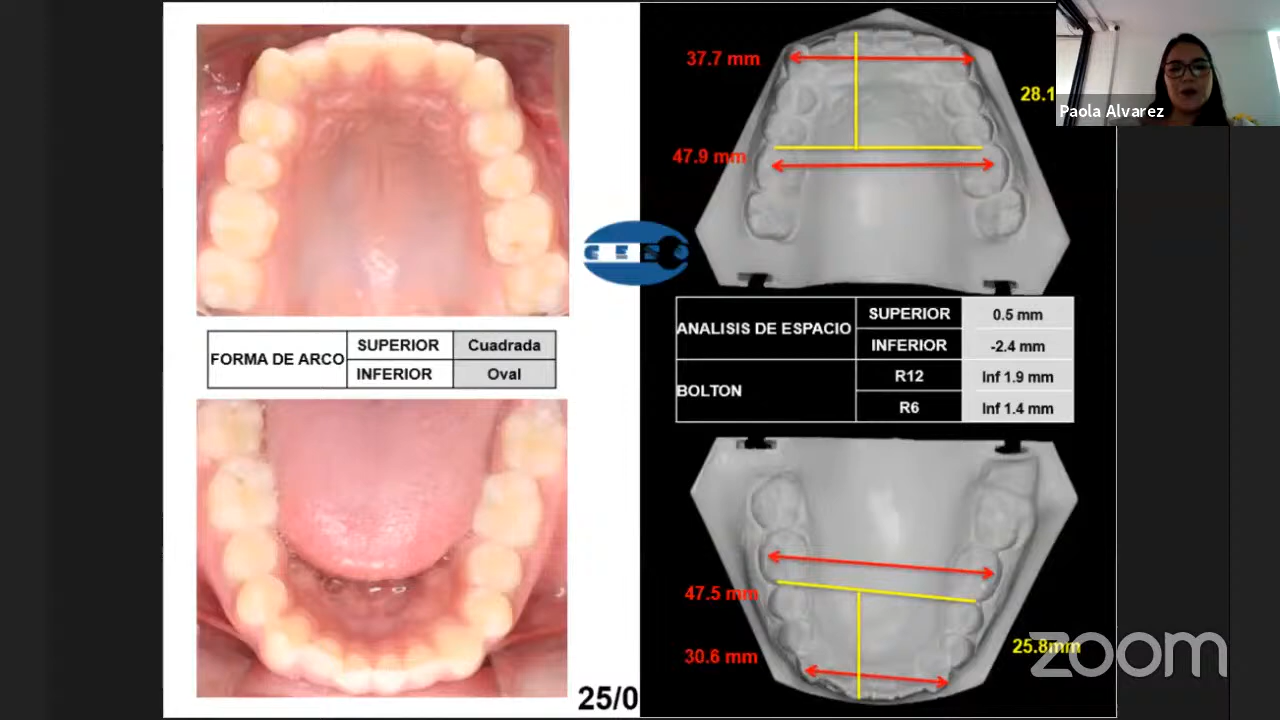 37.7 mm
28.1
Paola Alvarez
47.9 mm
CESO
FORMA DE ARCO
SUPERIOR
Cuadrada
INFERIOR
Oval
ANALISIS DE ESPACIO
SUPERIOR
0.5 mm
INFERIOR
-2.4 mm
BOLTON
R12
Inf 1.9 mm
R6
Inf 1.4 mm
47.5 mm
30.6 mm
25.8mm
25/0
zoom